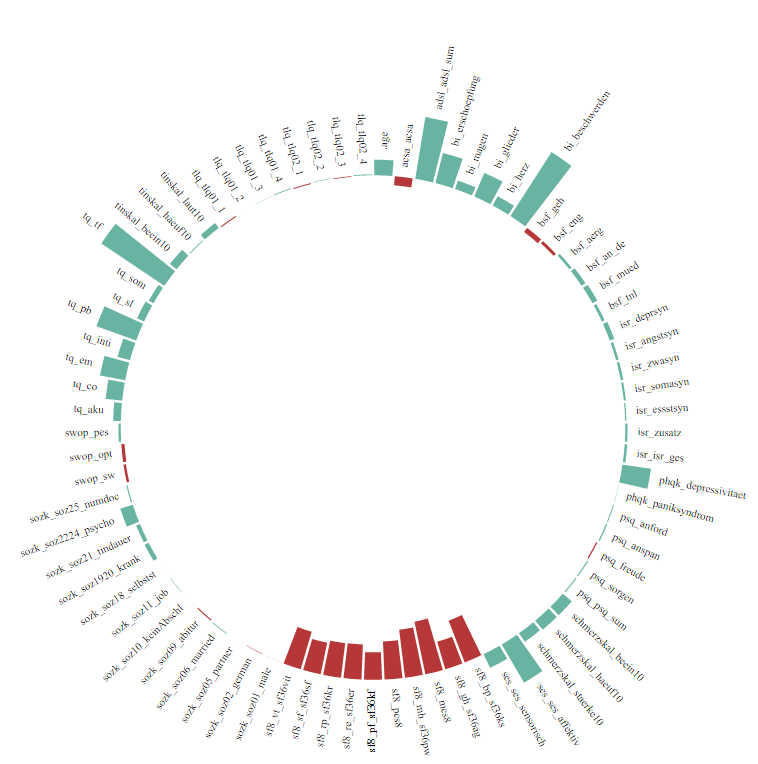 .age
acsa_acsa
adsl_adsl_sum
bi_erschoepfung
bi_magen
bi_glieder
bi_herz
bi_beschwerden
bsf_geh
bsf_eng
bsf_aerg
bsf_an_de
bsf_mued
bsf_tnl
isr_deprsyn
isr_angstsyn
isr_zwasyn
isr_somasyn
isr_essstsyn
isr_zusatz
isr_isr_ges
phqk_depressivitaet
phqk_paniksyndrom
psq_anford
psq_anspan
psq_freude
psq_sorgen
psq_psq_sum
schmerzskal_beein10
schmerzskal_haeuf10
schmerzskal_staerke10
ses_ses_affektiv
ses_ses_sensorisch
sf8_bp_sf36ks
sf8_gh_sf36ag
sf8_mcs8
sf8_mh_sf36pw
sf8_pcs8
sf8_pf_sf36kf
sf8_re_sf36er
sf8_rp_sf36kr
sf8_sf_sf36sf
sf8_vt_sf36vit
sozk_soz01_male
sozk_soz02_german
sozk_soz05_partner
sozk_soz06_married
sozk_soz09_abitur
sozk_soz10_keinAbschl
sozk_soz11_job
sozk_soz18_selbstst
sozk_soz1920_krank
sozk_soz21_tindauer
sozk_soz2224_psycho
sozk_soz25_numdoc
swop_sw
swop_opt
swop_pes
tq_aku
tq_co
tq_em
tq_inti
tq_pb
tq_sl
tq_som
tq_tf
tinskal_beein10
tinskal_haeuf10
tinskal_laut10
tlq_tlq01_1
tlq_tlq01_2
tlq_tlq01_3
tlq_tlq01_4
tlq_tlq02_1
tlq_tlq02_2
tlq_tlq02_3
tlq_tlq02_4